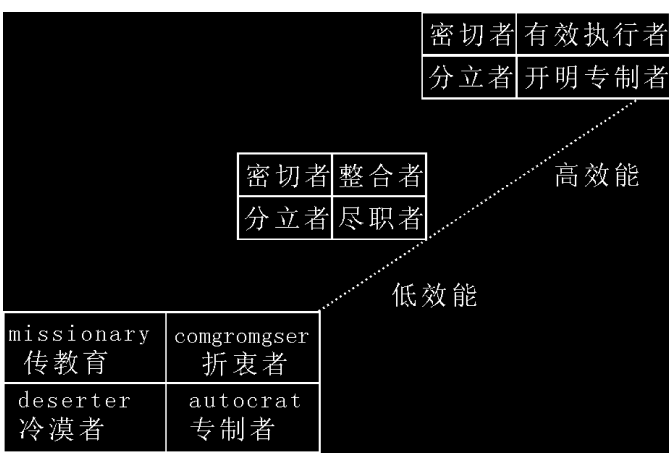 密切者 有效执行者
分立者 开明专制者
高效能
密切者 整合者
分立者 尽职者
低效能
missionary comgromgser
传教育 折衷者
deserter autocrat
冷漠者 专制者